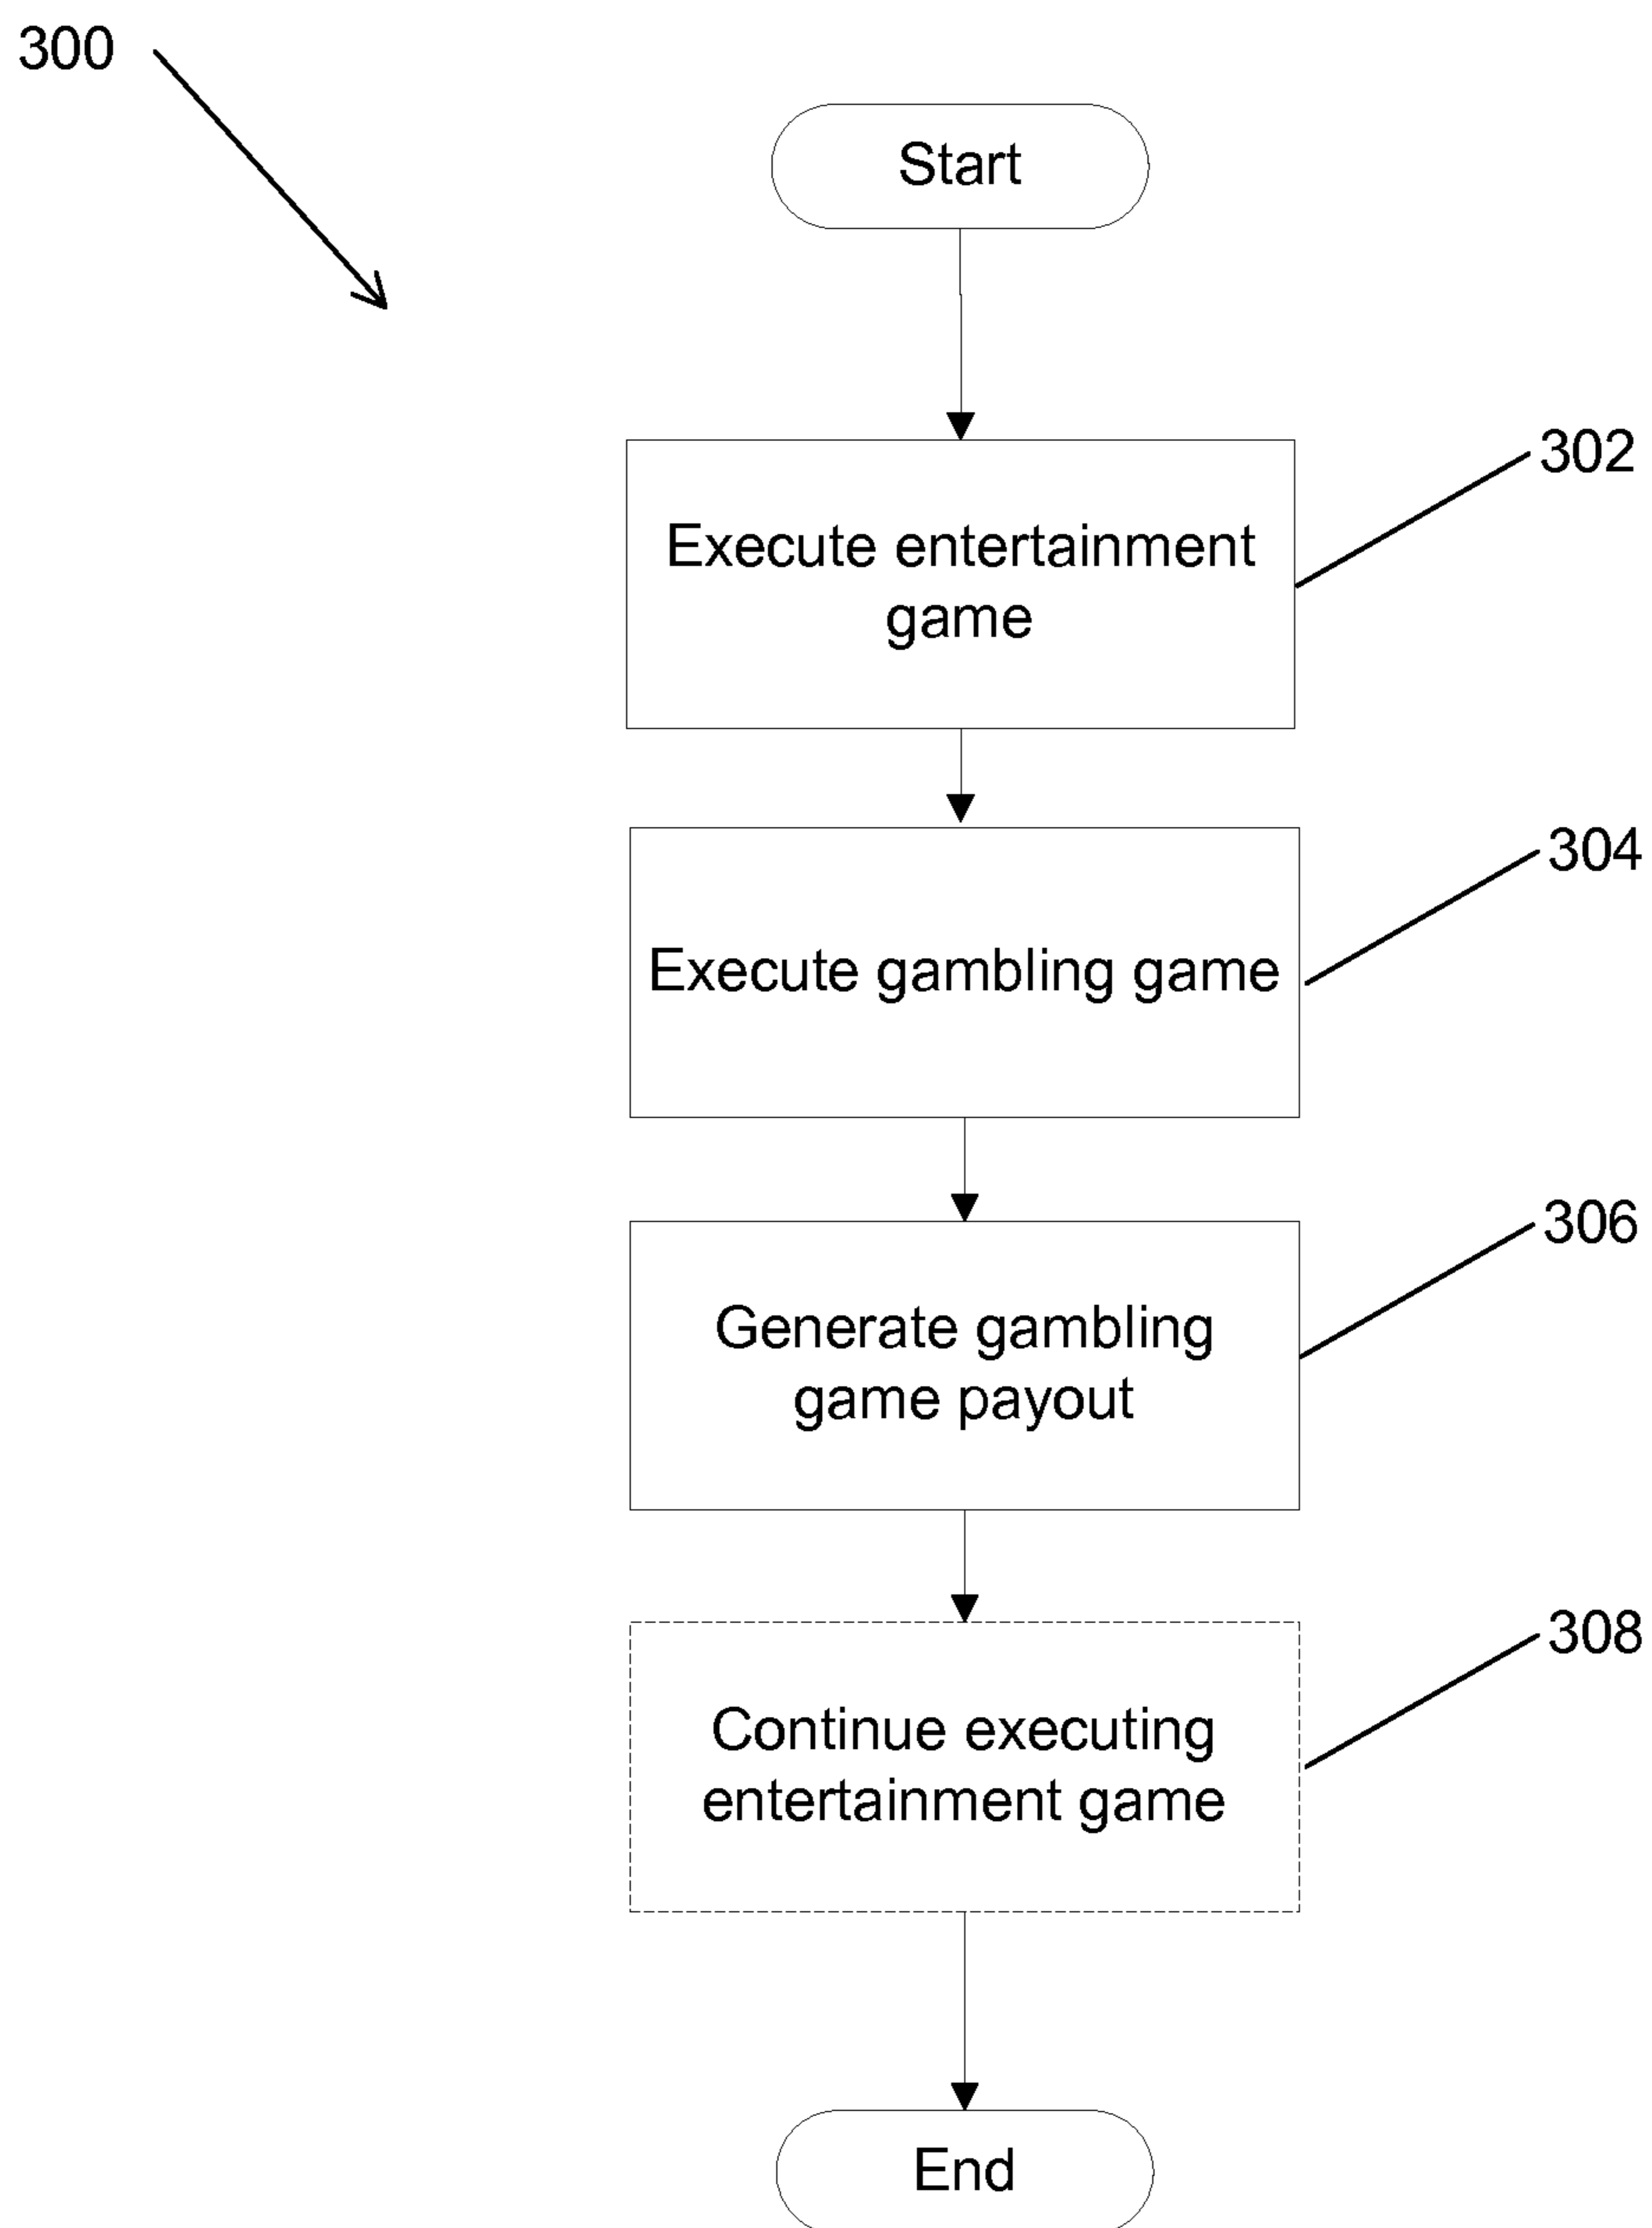 300
Start
302
Execute entertainment
game
304
Execute gambling game
306
Generate gambling
game payout
308
Continue executing
entertainment game
End